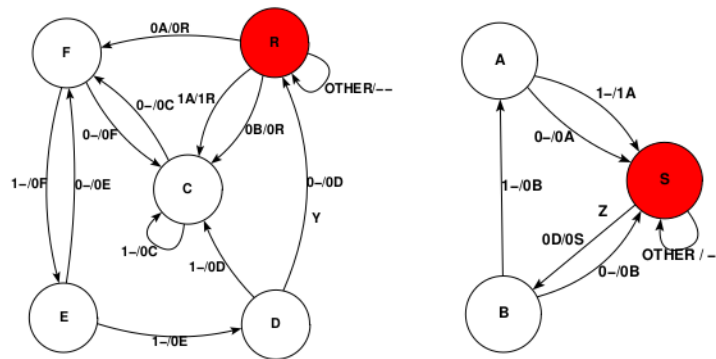 0A/0R
F
R
A
OTHER/--
0-/0C
1A/1R
1-/1A
0-/0F
0B/0R
0-/0A
1-/0F
0-/0E
C
0-/0D
1-/0B
S
Y
Z
1-/0C
1-/0D
0D/0S
OTHER / -
0-/0B
E
D
B
1-/0E